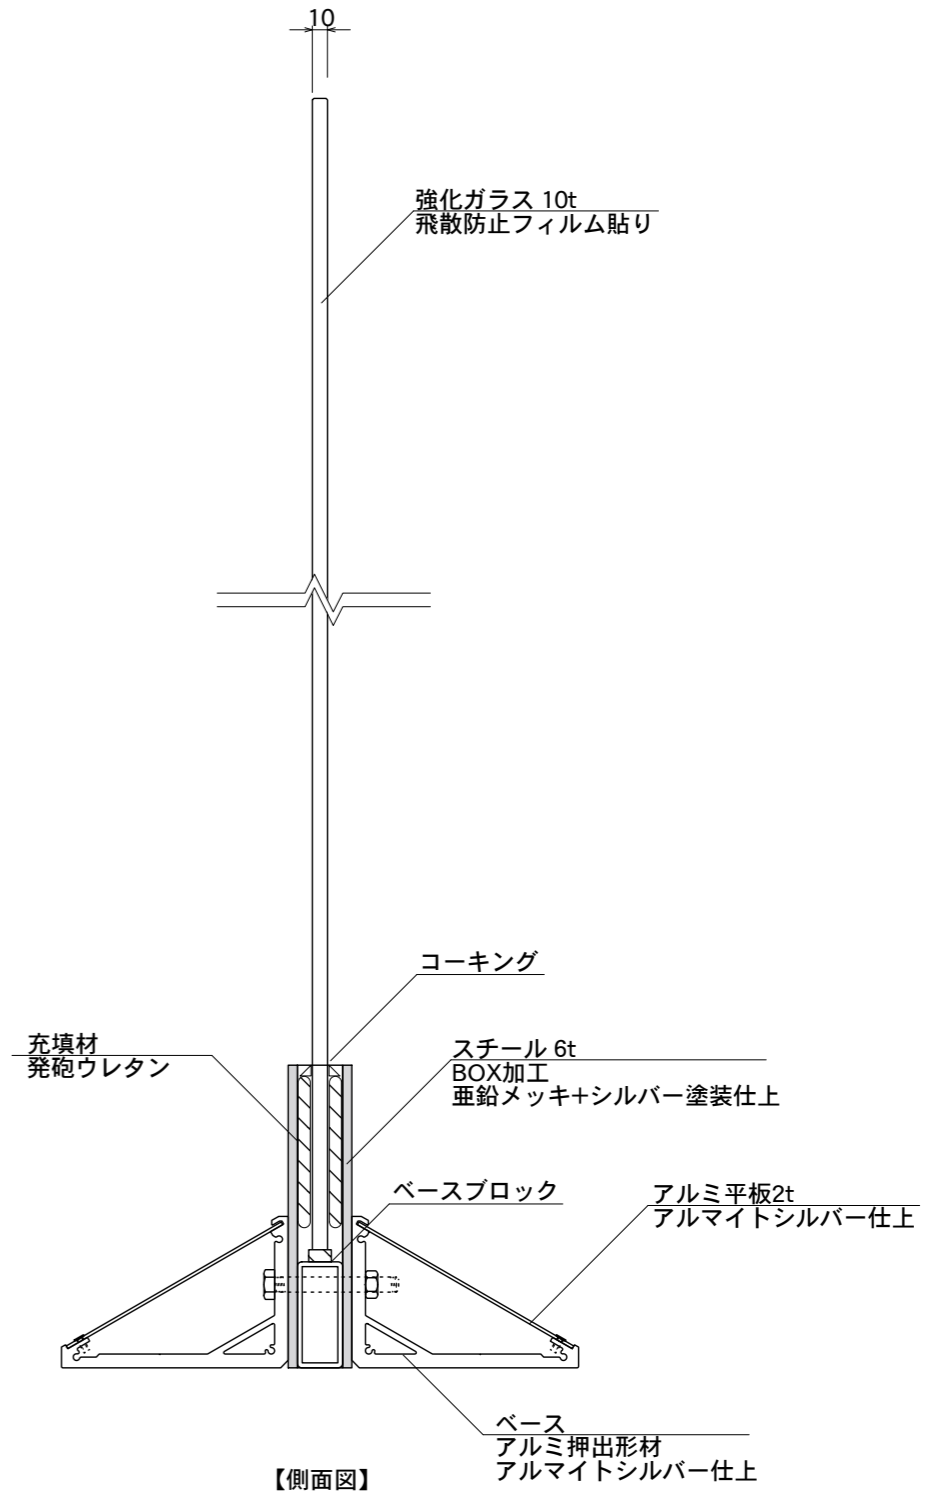 10
強化ガラス 10t
飛散防止フィルム貼り
コーキング
充填材
発砲ウレタン
スチール 6t
BOX加工
亜鉛メッキ+シルバー塗装仕上
ベースブロック
アルミ平板2t
アルマイトシルバー仕上
ベース
アルミ押出形材
アルマイトシルバー仕上
【側面図】